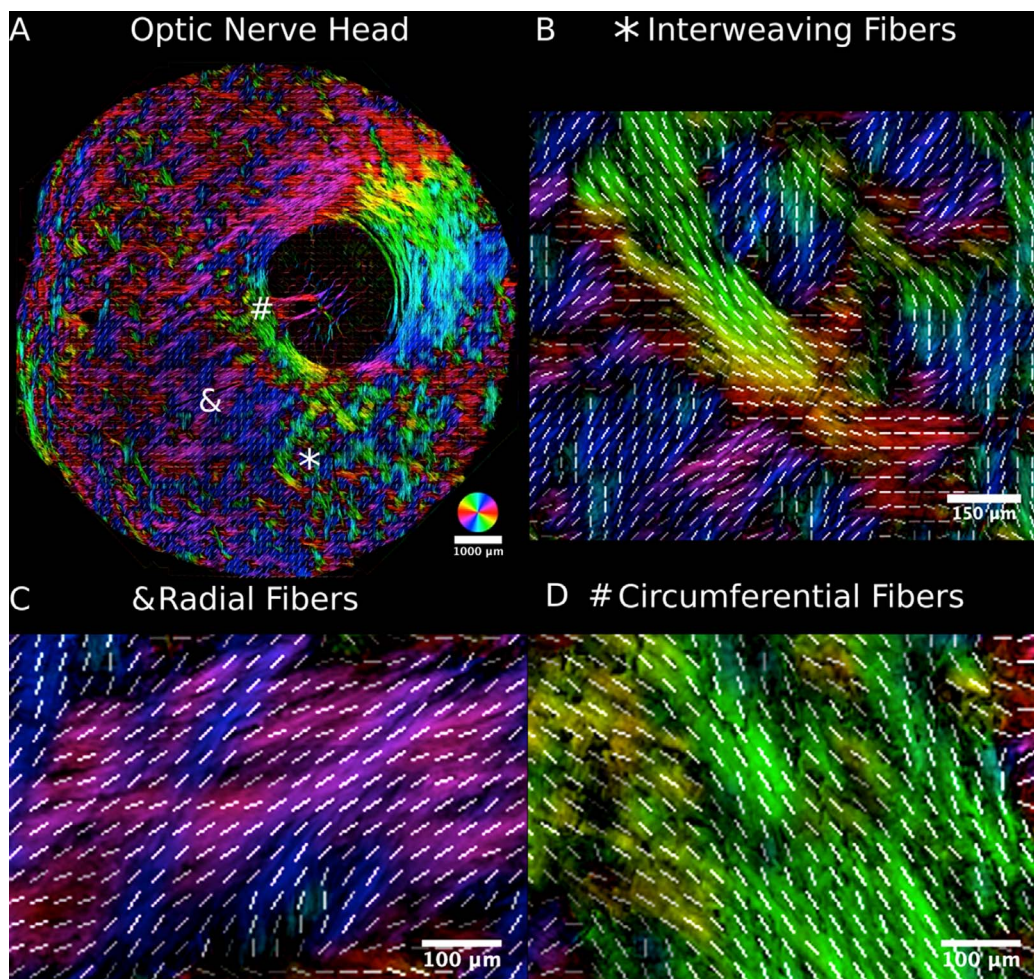 A Optic Nerve Head
#
&
*
1000 µm
B * Interweaving Fibers
150 µm
C &Radial Fibers
100 µm
D # Circumferential Fibers
100 µm